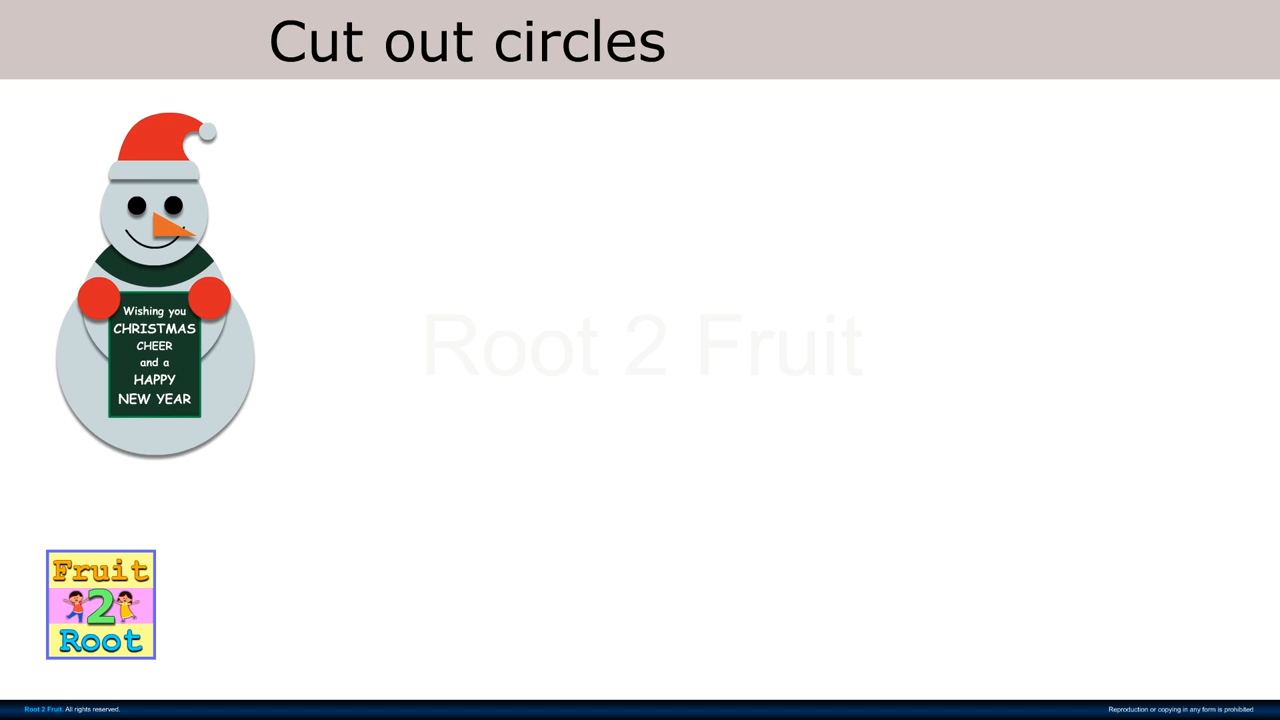 Cut out circles
Wishing you
CHRISTMAS
CHEER
and a
HAPPY
NEW YEAR
Root 2 Fruit
Fruit
2
Root
Root 2 Fruit. All rights reserved.
Reproduction or copying in any form is prohibited